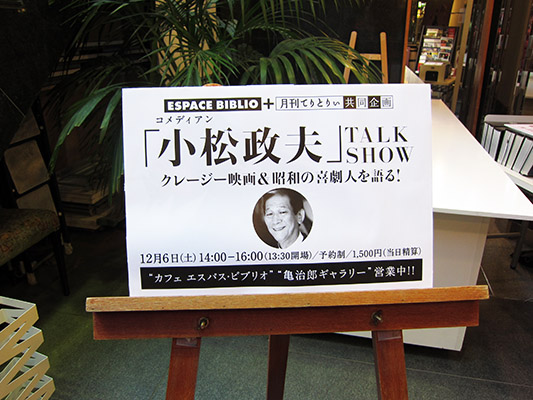 ESPACE BIBLIO + 月刊てりとりぃ 共同企画
コメディアン
「小松政夫」TALK SHOW
クレージー映画&昭和の喜劇人を語る!
12月6日(土) 14:00-16:00(13:30開場)/予約制/1,500円(当日精算)
"カフェ エスパス・ビブリオ" "亀治郎ギャラリー" 営業中!!